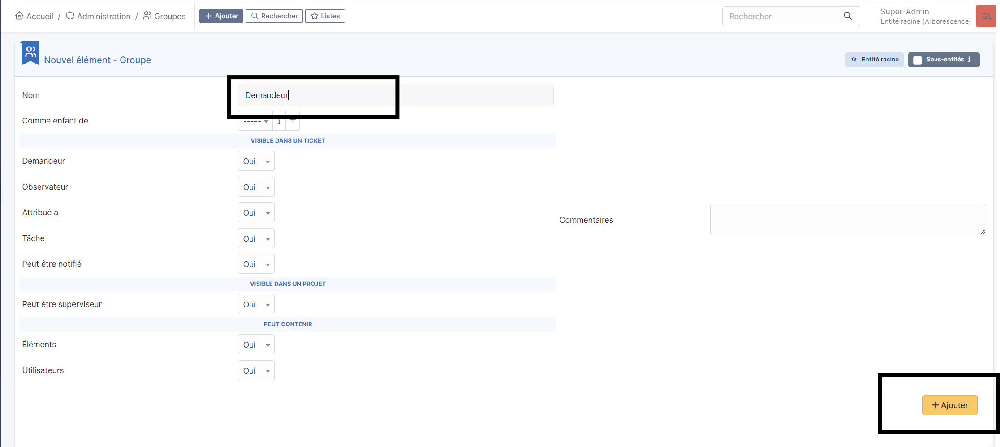 Accueil / Administration / Groupes
Ajouter
Rechercher
Listes
Rechercher
Super-Admin
Entité racine (Arborescence)
GL
Nouvel élément - Groupe
Entité racine
Sous-entités i
Nom
Demandeur
Comme enfant de
----- i +
VISIBLE DANS UN TICKET
Demandeur
Oui
Observateur
Oui
Attribué à
Oui
Commentaires
Tâche
Oui
Peut être notifié
Oui
VISIBLE DANS UN PROJET
Peut être superviseur
Oui
PEUT CONTENIR
Éléments
Oui
Utilisateurs
Oui
+ Ajouter